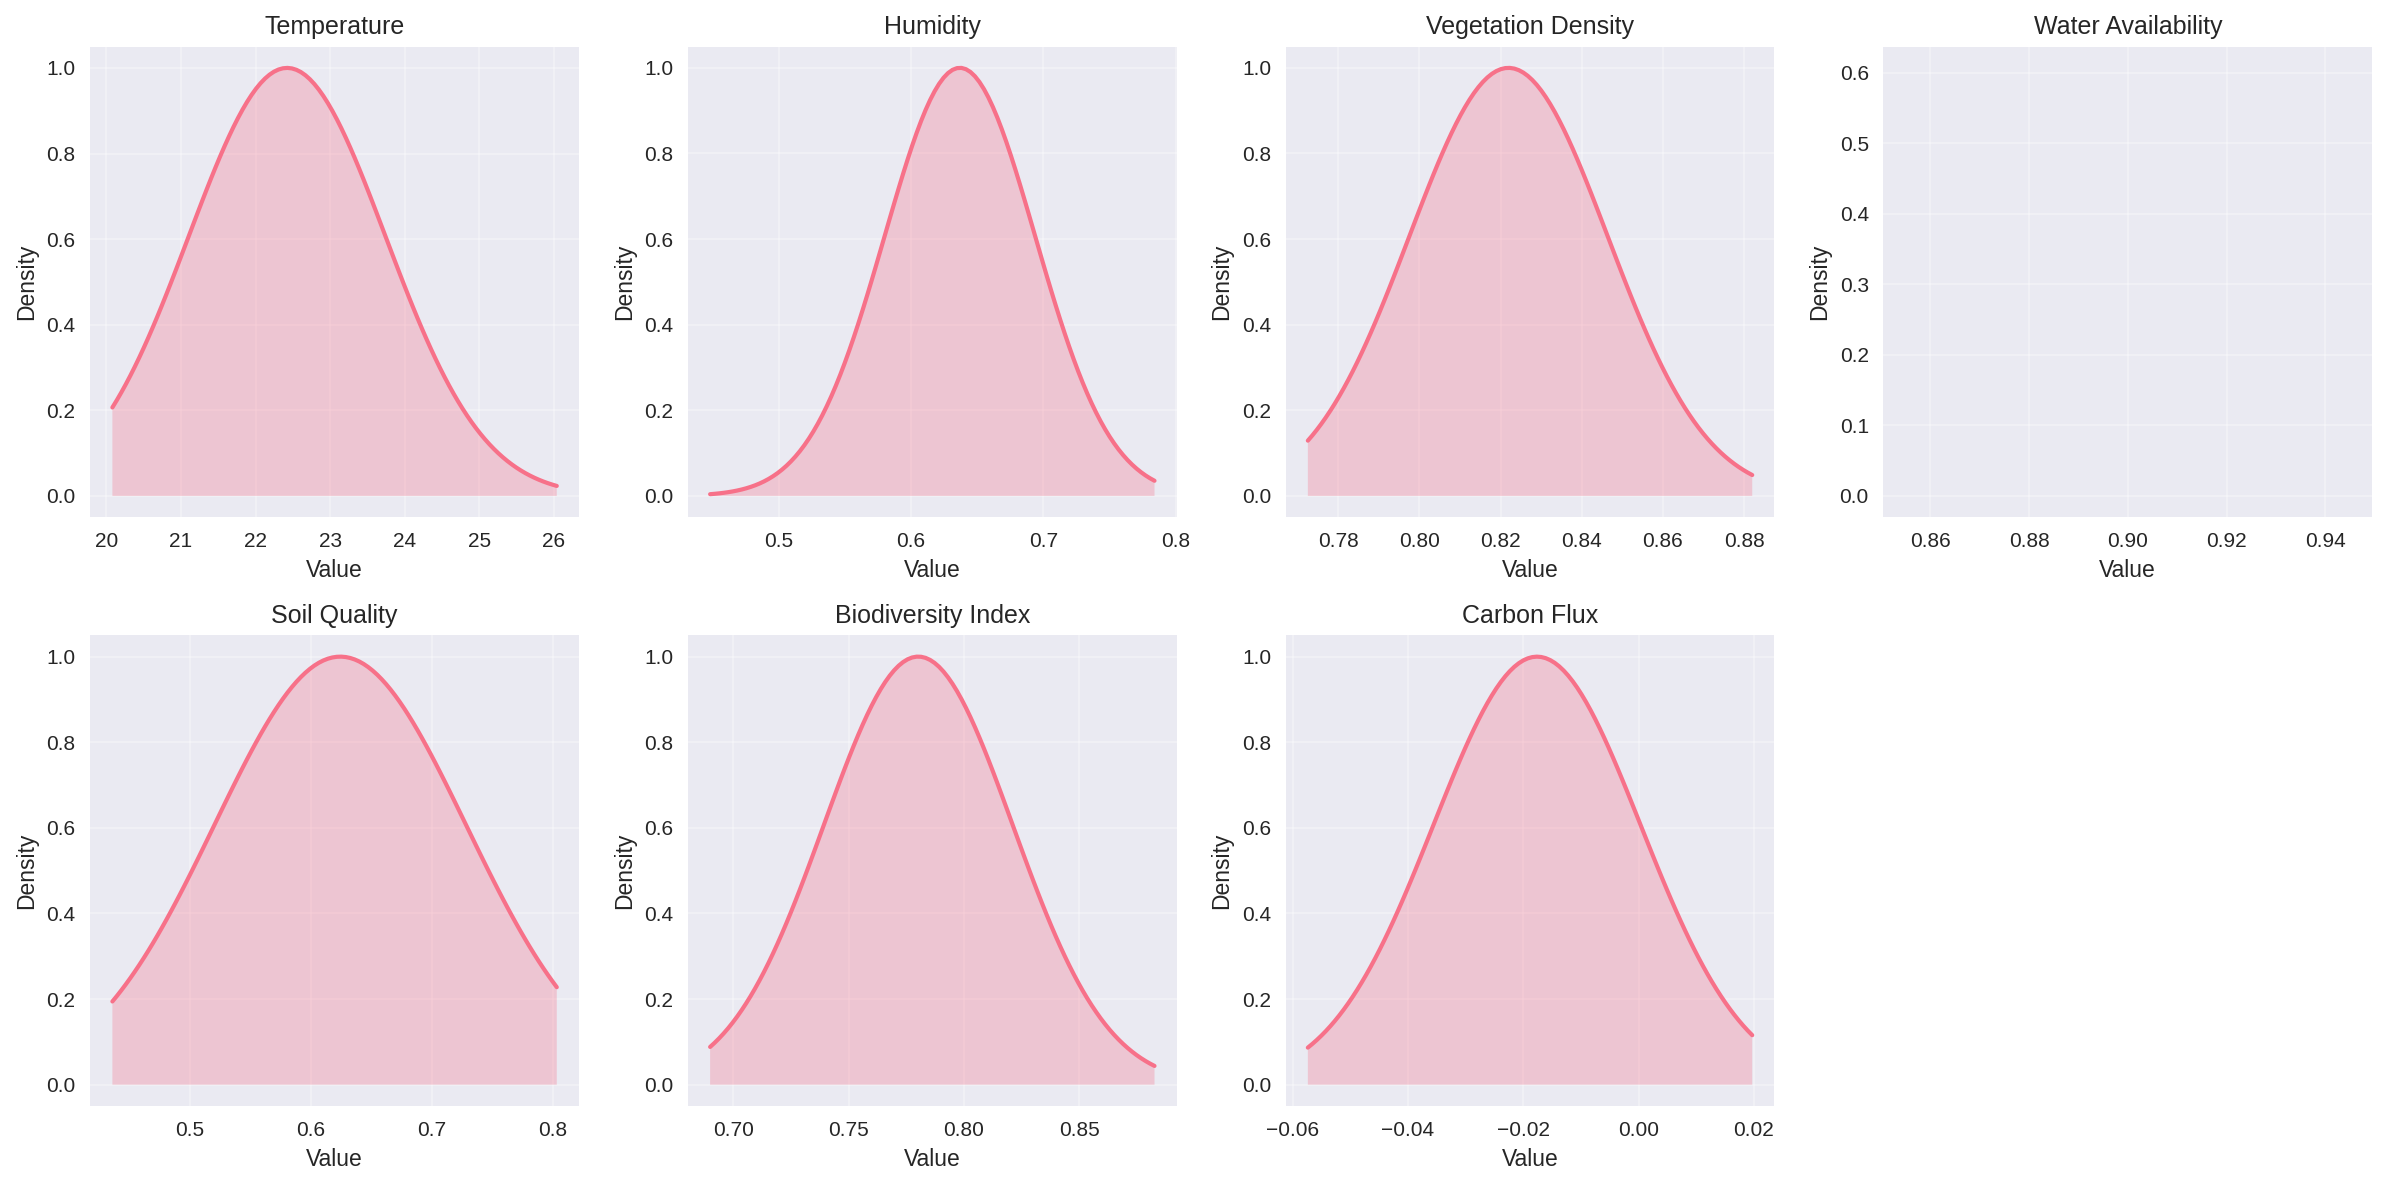 Temperature
1.0
0.8
0.6
0.4
0.2
0.0
Density
20 21 22 23 24 25 26
Value
Humidity
1.0
0.8
0.6
0.4
0.2
0.0
Density
0.5 0.6 0.7 0.8
Value
Vegetation Density
1.0
0.8
0.6
0.4
0.2
0.0
Density
0.78 0.80 0.82 0.84 0.86 0.88
Value
Water Availability
0.6
0.5
0.4
0.3
0.2
0.1
0.0
Density
0.86 0.88 0.90 0.92 0.94
Value
Soil Quality
1.0
0.8
0.6
0.4
0.2
0.0
Density
0.5 0.6 0.7 0.8
Value
Biodiversity Index
1.0
0.8
0.6
0.4
0.2
0.0
Density
0.70 0.75 0.80 0.85
Value
Carbon Flux
1.0
0.8
0.6
0.4
0.2
0.0
Density
−0.06 −0.04 −0.02 0.00 0.02
Value